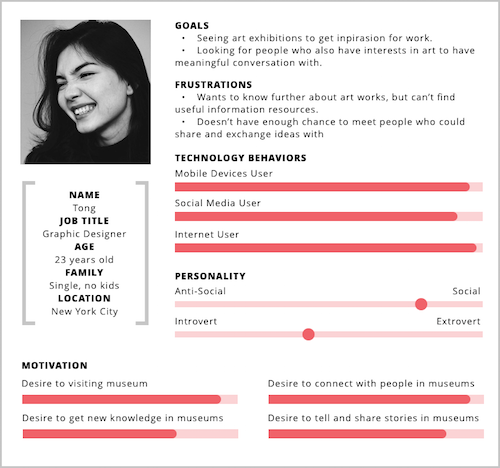 GOALS
• Seeing art exhibitions to get inpirasion for work.
• Looking for people who also have interests in art to have
meaningful conversation with.
FRUSTRATIONS
• Wants to know further about art works, but can't find
useful information resources.
• Doesn't have enough chance to meet people who could
share and exchange ideas with
TECHNOLOGY BEHAVIORS
Mobile Devices User
Social Media User
Internet User
NAME
Tong
JOB TITLE
Graphic Designer
AGE
23 years old
FAMILY
Single, no kids
LOCATION
New York City
PERSONALITY
Anti-Social Social
Introvert Extrovert
MOTIVATION
Desire to visiting museum
Desire to connect with people in museums
Desire to get new knowledge in museums
Desire to tell and share stories in museums